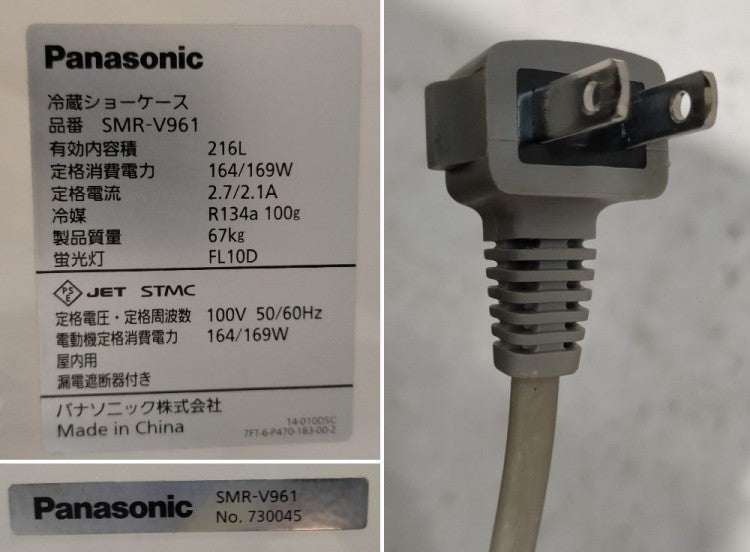 Panasonic
冷蔵ショーケース
品番 SMR-V961
有効内容積 216L
定格消費電力 164/169W
定格電流 2.7/2.1A
冷媒 R134a 100g
製品質量 67kg
蛍光灯 FL10D
PSE JET STMC
定格電圧・定格周波数 100V 50/60Hz
電動機定格消費電力 164/169W
屋内用
漏電遮断器付き
パナソニック株式会社
14-010DSC
Made in China 7FT-6-P470-183-00-2
Panasonic SMR-V961
No. 730045